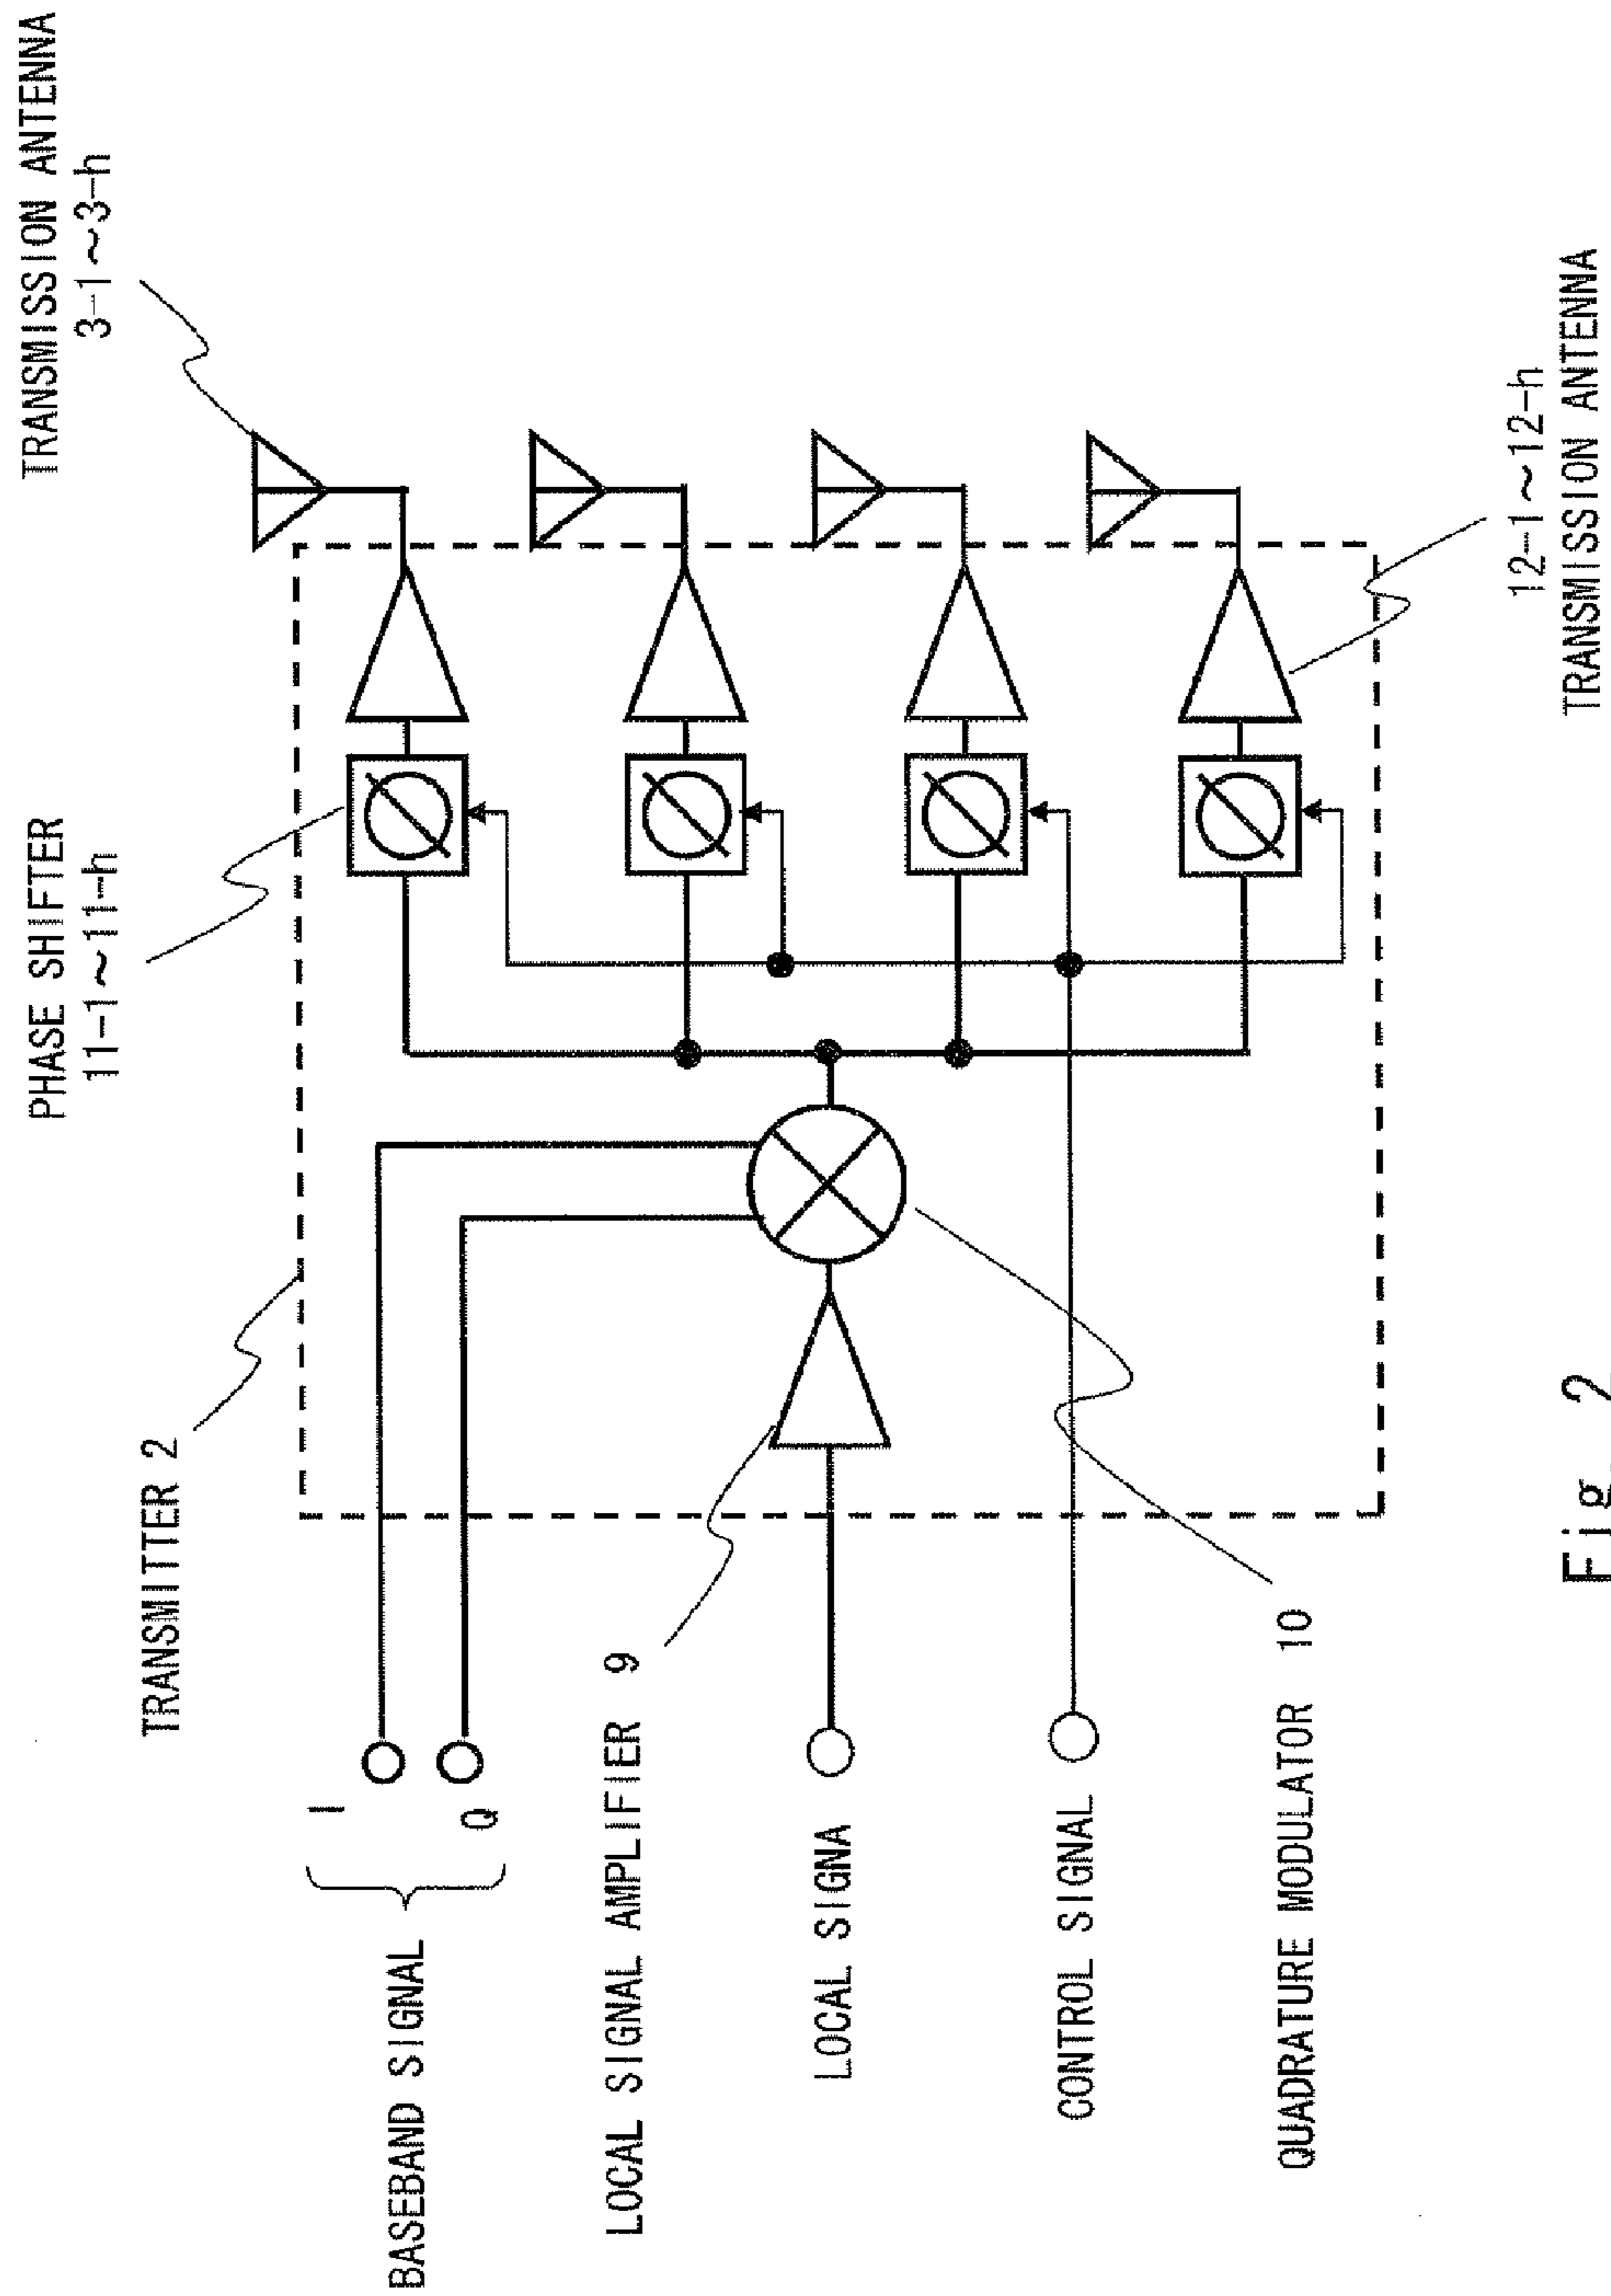 TRANSMISSION ANTENNA
3-1~3-h
PHASE SHIFTER
11-1~11-h
TRANSMITTER 2
I
Q
BASEBAND SIGNAL
LOCAL SIGNAL AMPLIFIER 9
LOCAL SIGNA
CONTROL SIGNAL
QUADRATURE MODULATOR 10
12-1~12-h
TRANSMISSION ANTENNA
Fig. 2